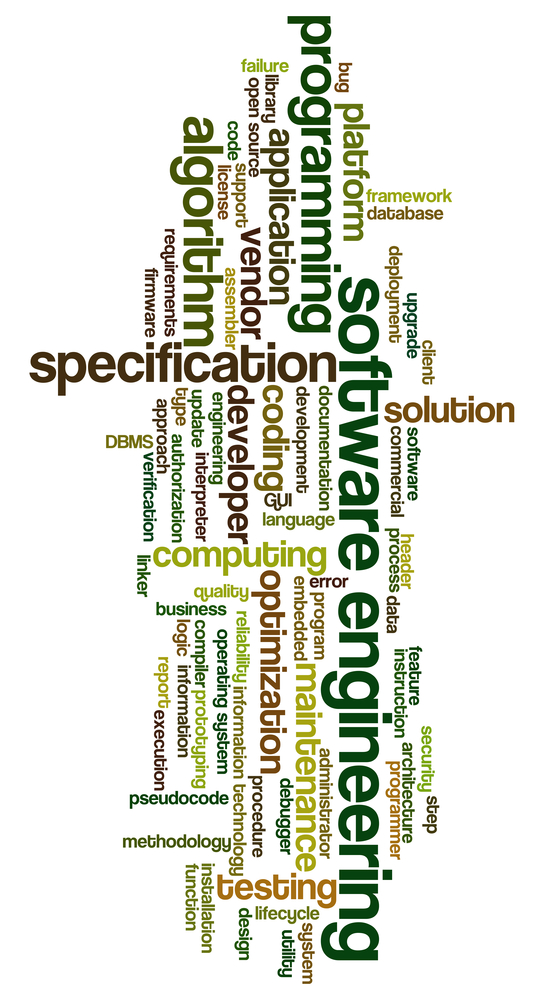 programming
bug
failure
library
open source
platform
code
application
algorithm
support
license
framework
database
vendor
requirements
firmware
assembler
deployment
upgrade
client
software engineering
specification
solution
developer
coding
development
documentation
engineering
update
type
approach
DBMS
verification
authorization
interpreter
GUI
language
software
commercial
computing
linker
process
header
data
error
quality
business
optimization
embedded
program
reliability
logic
compiler
operating system
information
report
prototyping
execution
information technology
maintenance
feature
instruction
pseudocode
procedure
debugger
administrator
security
architecture
programmer
step
methodology
testing
installation
function
lifecycle
design
utility
system